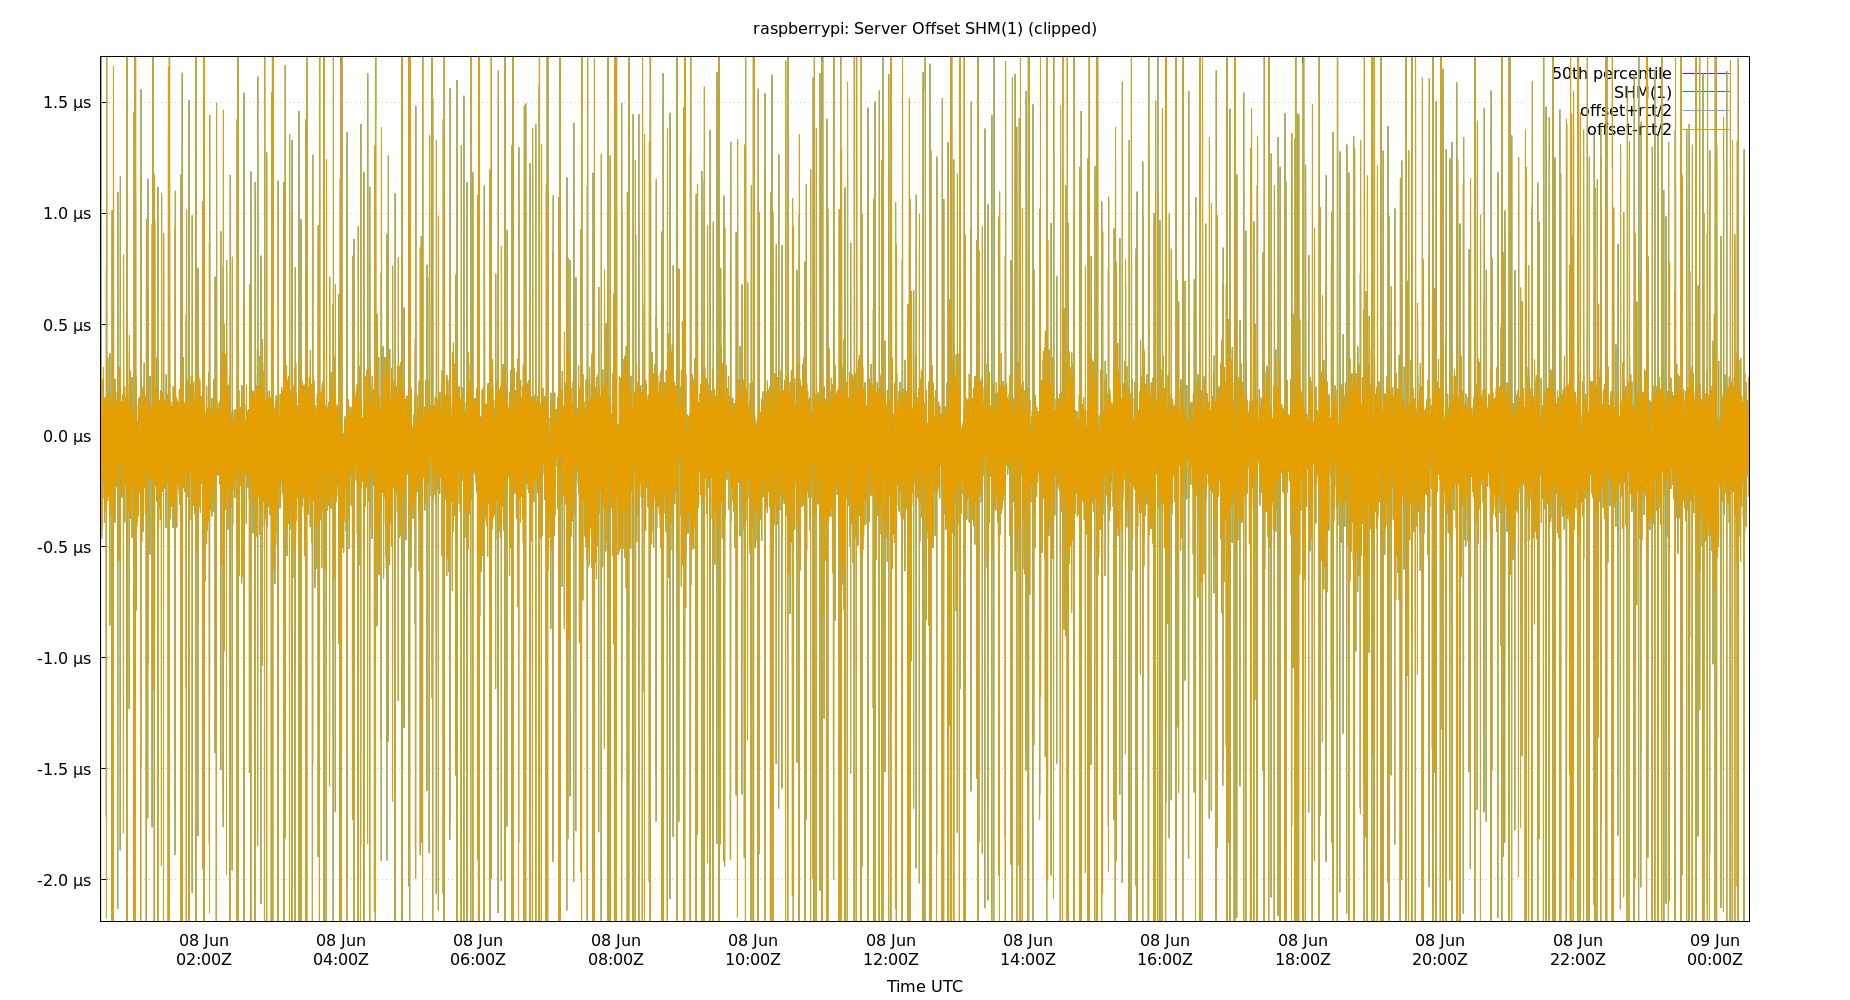 raspberrypi: Server Offset SHM(1) (clipped)
50th percentile
SHM(1)
offset+rtt/2
offset-rtt/2
1.5 µs
1.0 µs
0.5 µs
0.0 µs
-0.5 µs
-1.0 µs
-1.5 µs
-2.0 µs
08 Jun 08 Jun 08 Jun 08 Jun 08 Jun 08 Jun 08 Jun 08 Jun 08 Jun 08 Jun 08 Jun 09 Jun
02:00Z 04:00Z 06:00Z 08:00Z 10:00Z 12:00Z 14:00Z 16:00Z 18:00Z 20:00Z 22:00Z 00:00Z
Time UTC